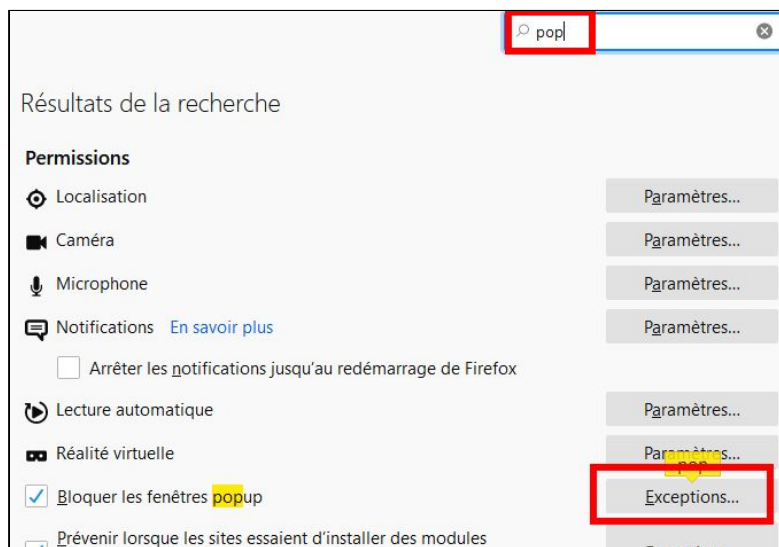 pop
Résultats de la recherche
Permissions
Localisation Paramètres...
Caméra Paramètres...
Microphone Paramètres...
Notifications En savoir plus Paramètres...
Arrêter les notifications jusqu'au redémarrage de Firefox
Lecture automatique Paramètres...
Réalité virtuelle Paramètres...
pop
Bloquer les fenêtres popup Exceptions...
Prévenir lorsque les sites essaient d'installer des modules